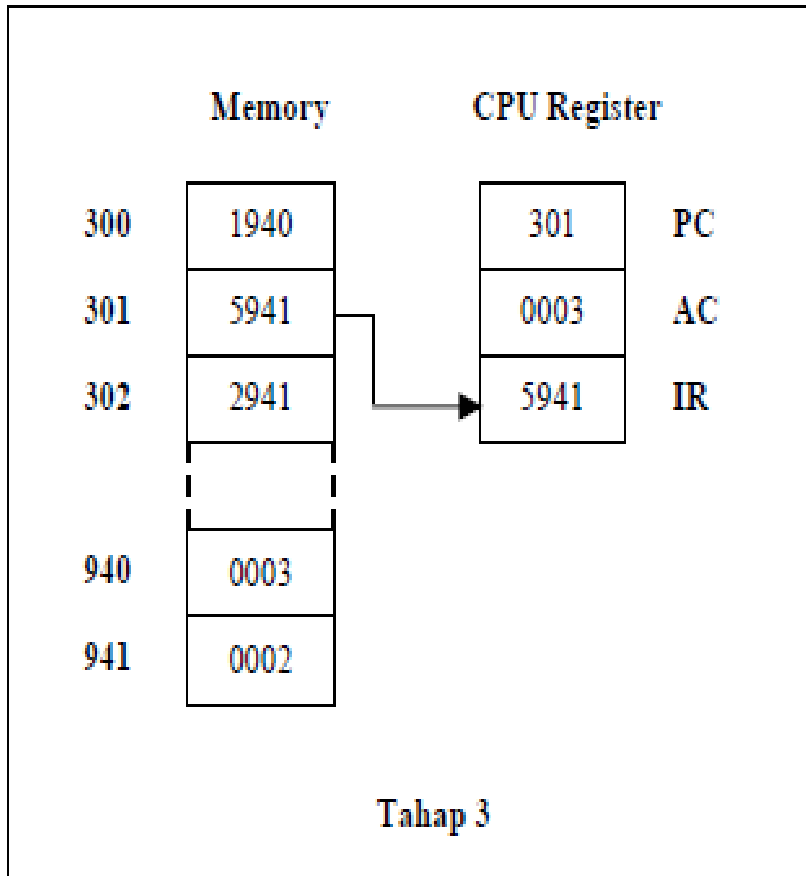 Memory CPU Register
300 1940 301 PC
301 5941 0003 AC
302 2941 5941 IR
940 0003
941 0002
Tahap 3